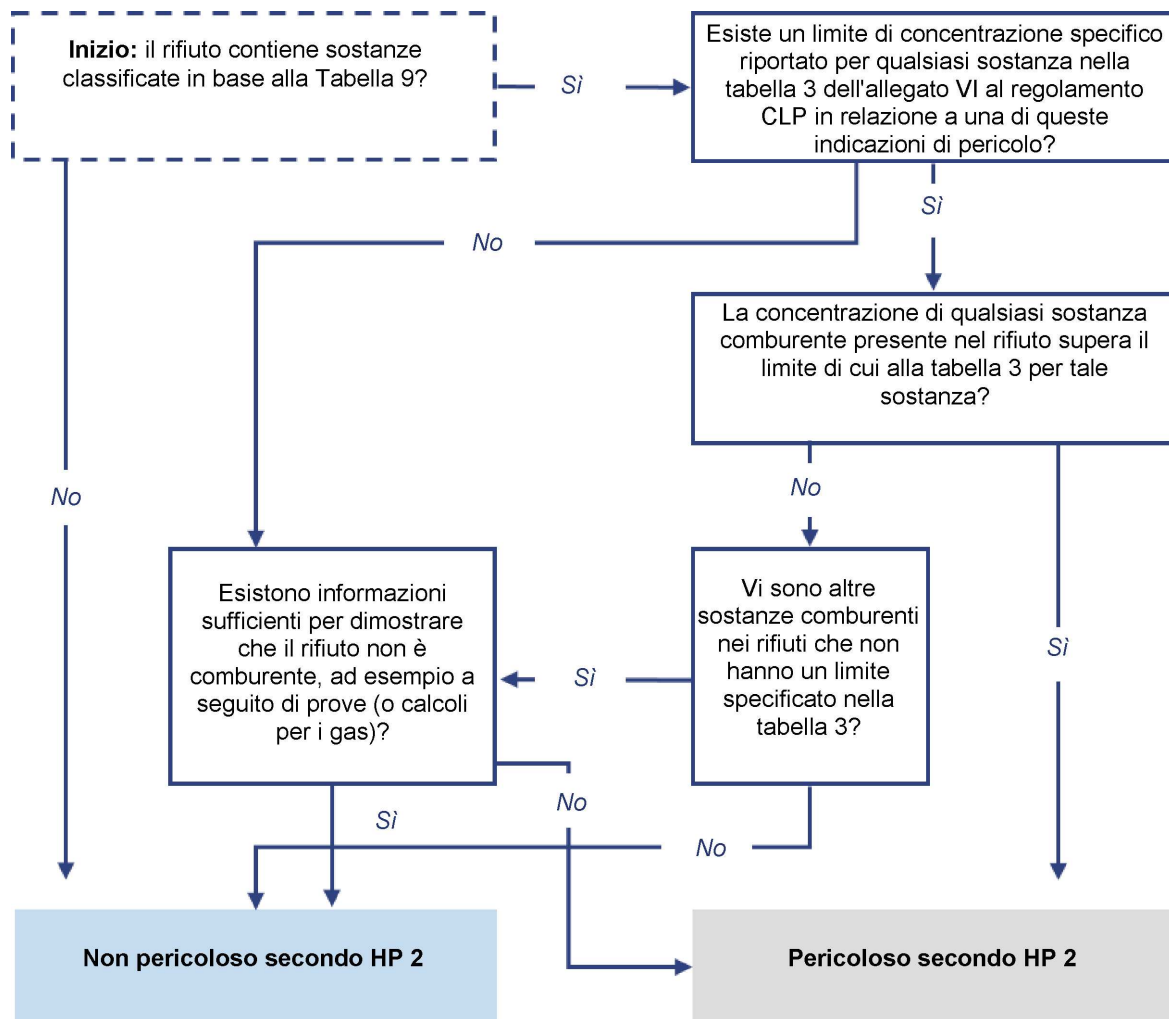 Inizio: il rifiuto contiene sostanze
classificate in base alla Tabella 9?
Sì
Esiste un limite di concentrazione specifico
riportato per qualsiasi sostanza nella
tabella 3 dell'allegato VI al regolamento
CLP in relazione a una di queste
indicazioni di pericolo?
No
Sì
La concentrazione di qualsiasi sostanza
comburente presente nel rifiuto supera il
limite di cui alla tabella 3 per tale
sostanza?
No
No
Sì
Esistono informazioni
sufficienti per dimostrare
che il rifiuto non è
comburente, ad esempio a
seguito di prove (o calcoli
per i gas)?
Sì
Vi sono altre
sostanze comburenti
nei rifiuti che non
hanno un limite
specificato nella
tabella 3?
Sì
No
No
Non pericoloso secondo HP 2
Pericoloso secondo HP 2